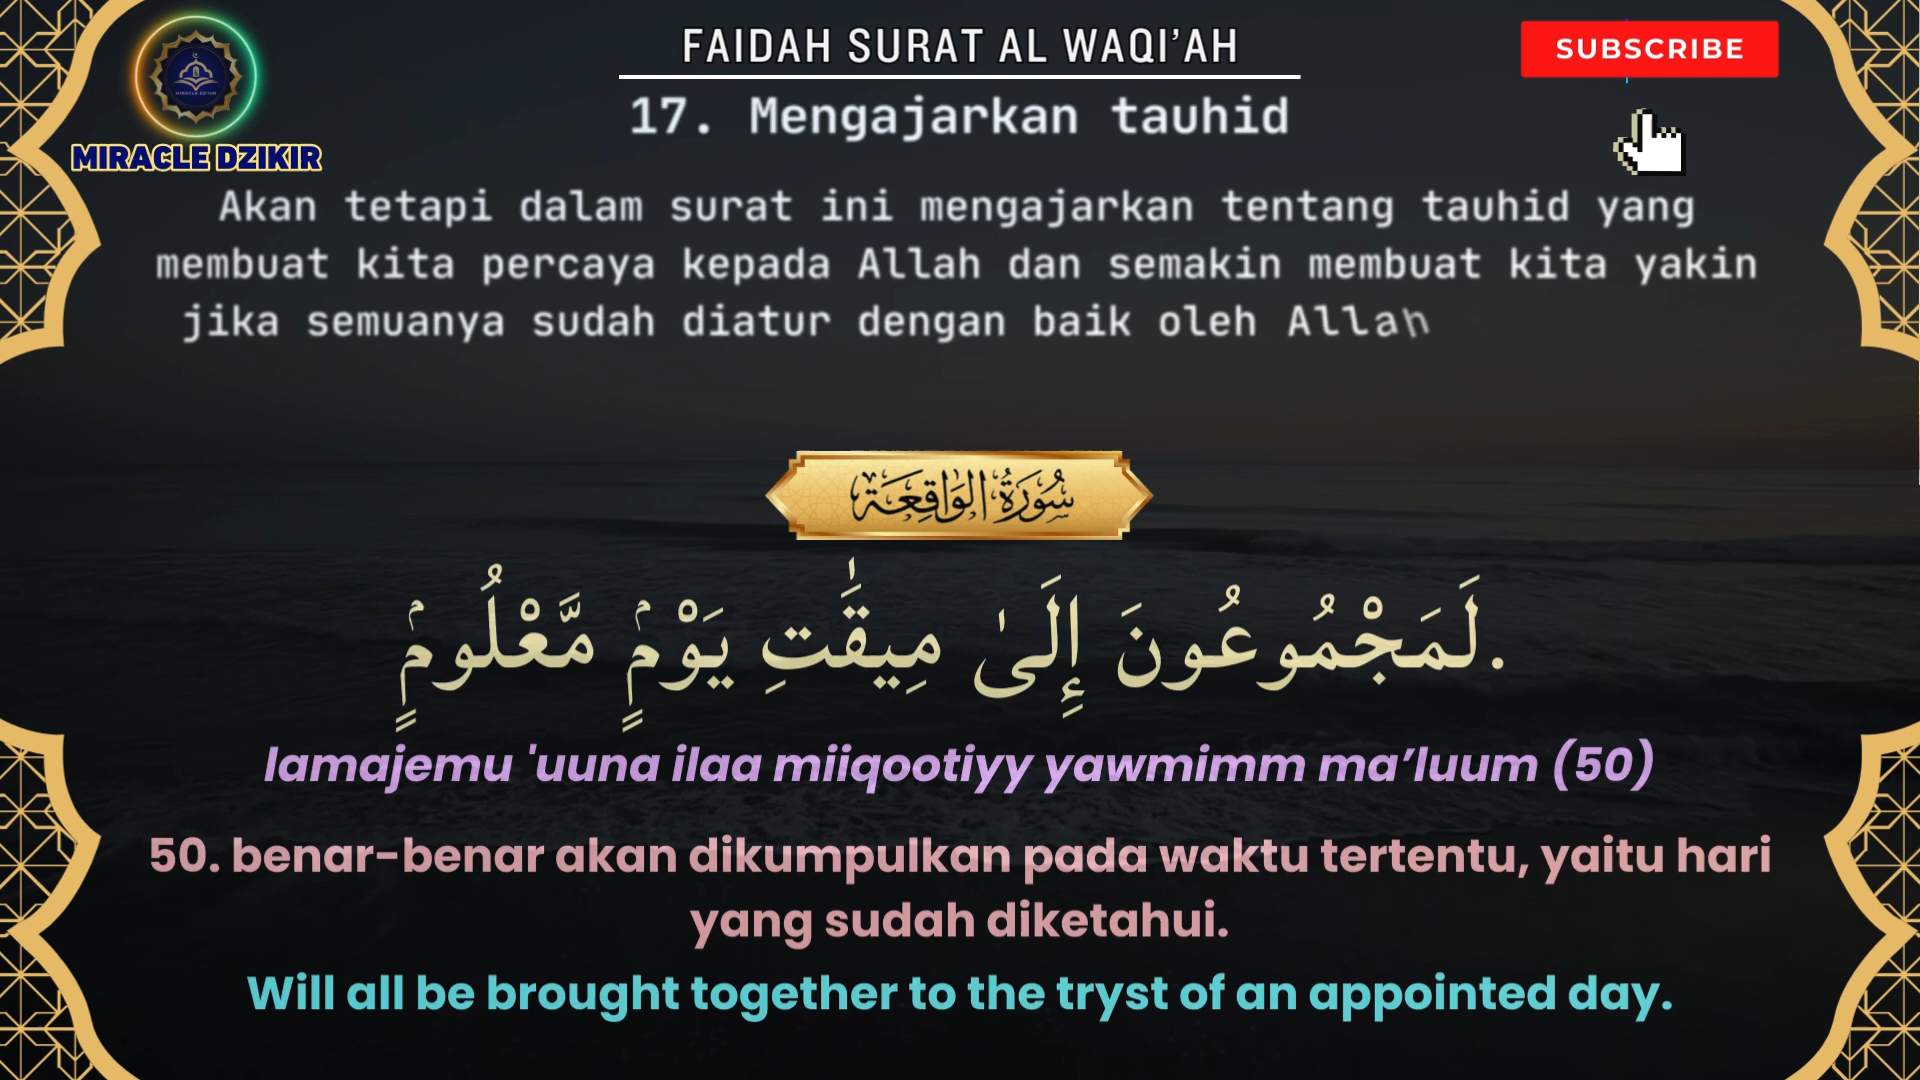 FAIDAH SURAT AL WAQI’AH
SUBSCRIBE
17. Mengajarkan tauhid
MIRACLE DZIKIR
Akan tetapi dalam surat ini mengajarkan tentang tauhid yang
membuat kita percaya kepada Allah dan semakin membuat kita yakin
jika semuanya sudah diatur dengan baik oleh Allah
سُورَةُ الوَاقِعَة
لَمَجْمُوعُونَ إِلَىٰ مِيقَٰتِ يَوْمٍۢ مَّعْلُومٍۢ.
lamajemu 'uuna ilaa miiqootiyy yawmimm ma’luum (50)
50. benar-benar akan dikumpulkan pada waktu tertentu, yaitu hari
yang sudah diketahui.
Will all be brought together to the tryst of an appointed day.